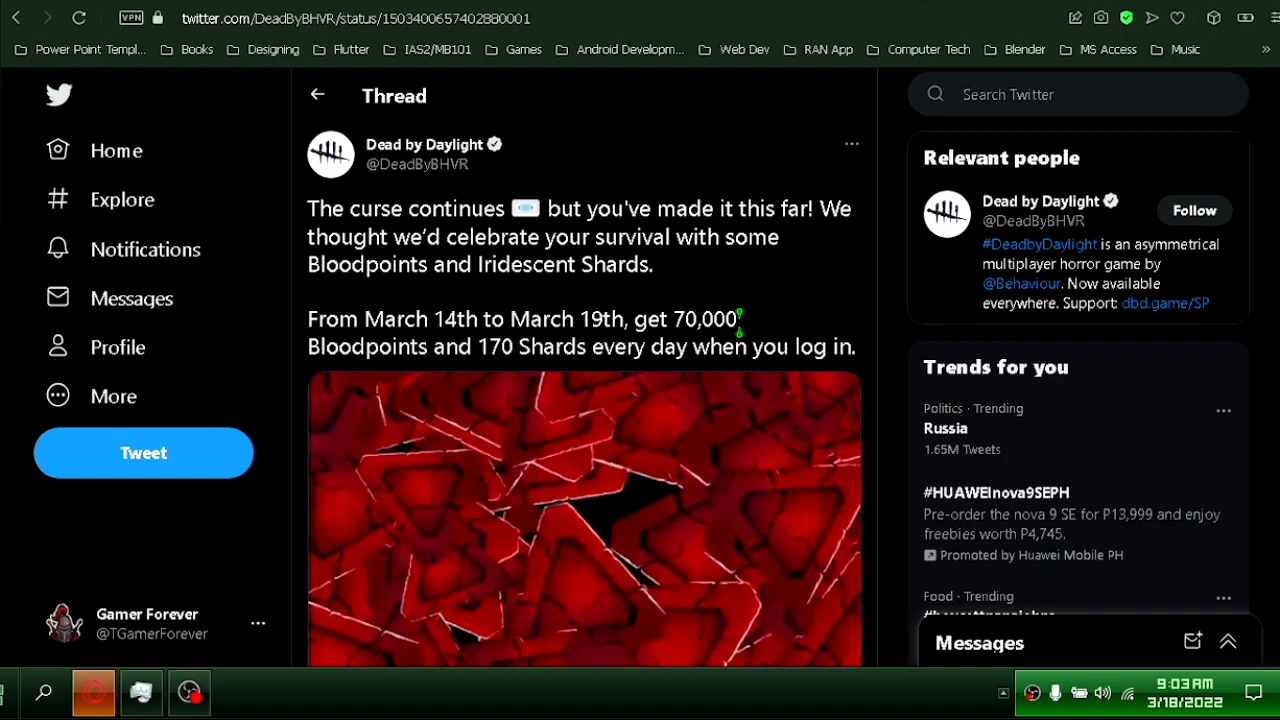 VPN twitter.com/DeadByBHVR/status/1503400657402880001
Power Point Templ... Books Designing Flutter IAS2/MB101 Games Android Developm... Web Dev RAN App Computer Tech Blender MS Access Music »
Home
Explore
Notifications
Messages
Profile
More
Tweet
Gamer Forever
@TGamerForever
Thread
Dead by Daylight
@DeadByBHVR
The curse continues but you've made it this far! We
thought we’d celebrate your survival with some
Bloodpoints and Iridescent Shards.
From March 14th to March 19th, get 70,000
Bloodpoints and 170 Shards every day when you log in.
Search Twitter
Relevant people
Dead by Daylight
@DeadByBHVR
Follow
#DeadbyDaylight is an asymmetrical
multiplayer horror game by
@Behaviour. Now available
everywhere. Support: dbd.game/SP
Trends for you
Politics · Trending
Russia
1.65M Tweets
#HUAWEInova9SEPH
Pre-order the nova 9 SE for P13,999 and enjoy
freebies worth P4,745.
Promoted by Huawei Mobile PH
Food · Trending
Messages
9:03 AM
3/18/2022